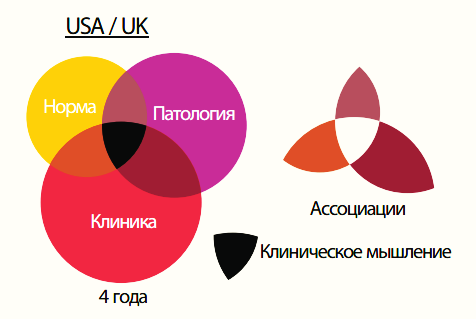 USA / UK
Норма
Патология
Клиника
Ассоциации
Клиническое мышление
4 года